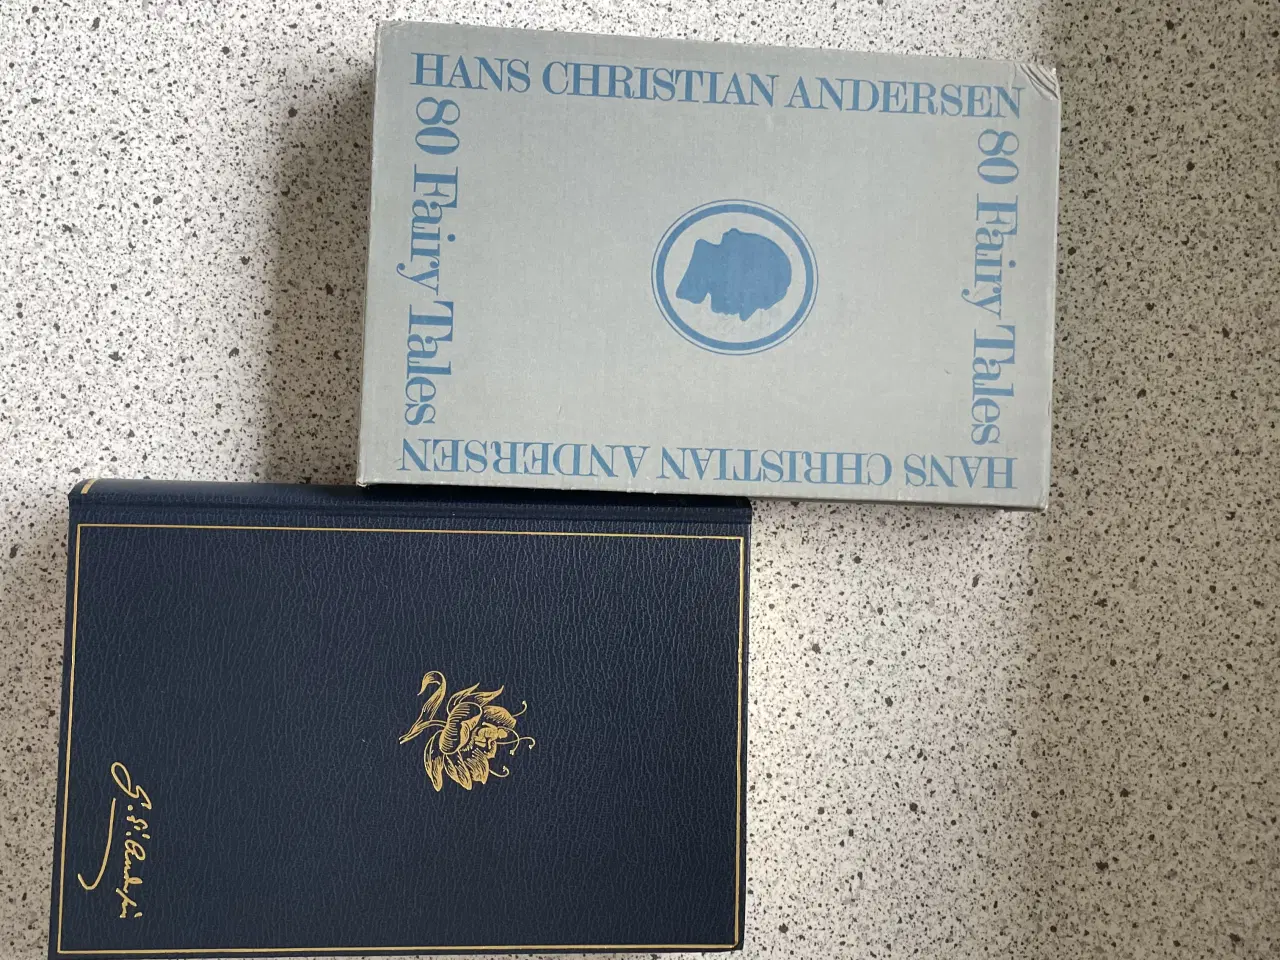 HANS CHRISTIAN ANDERSEN
80 Fairy Tales
80 Fairy Tales
HANS CHRISTIAN ANDERSEN